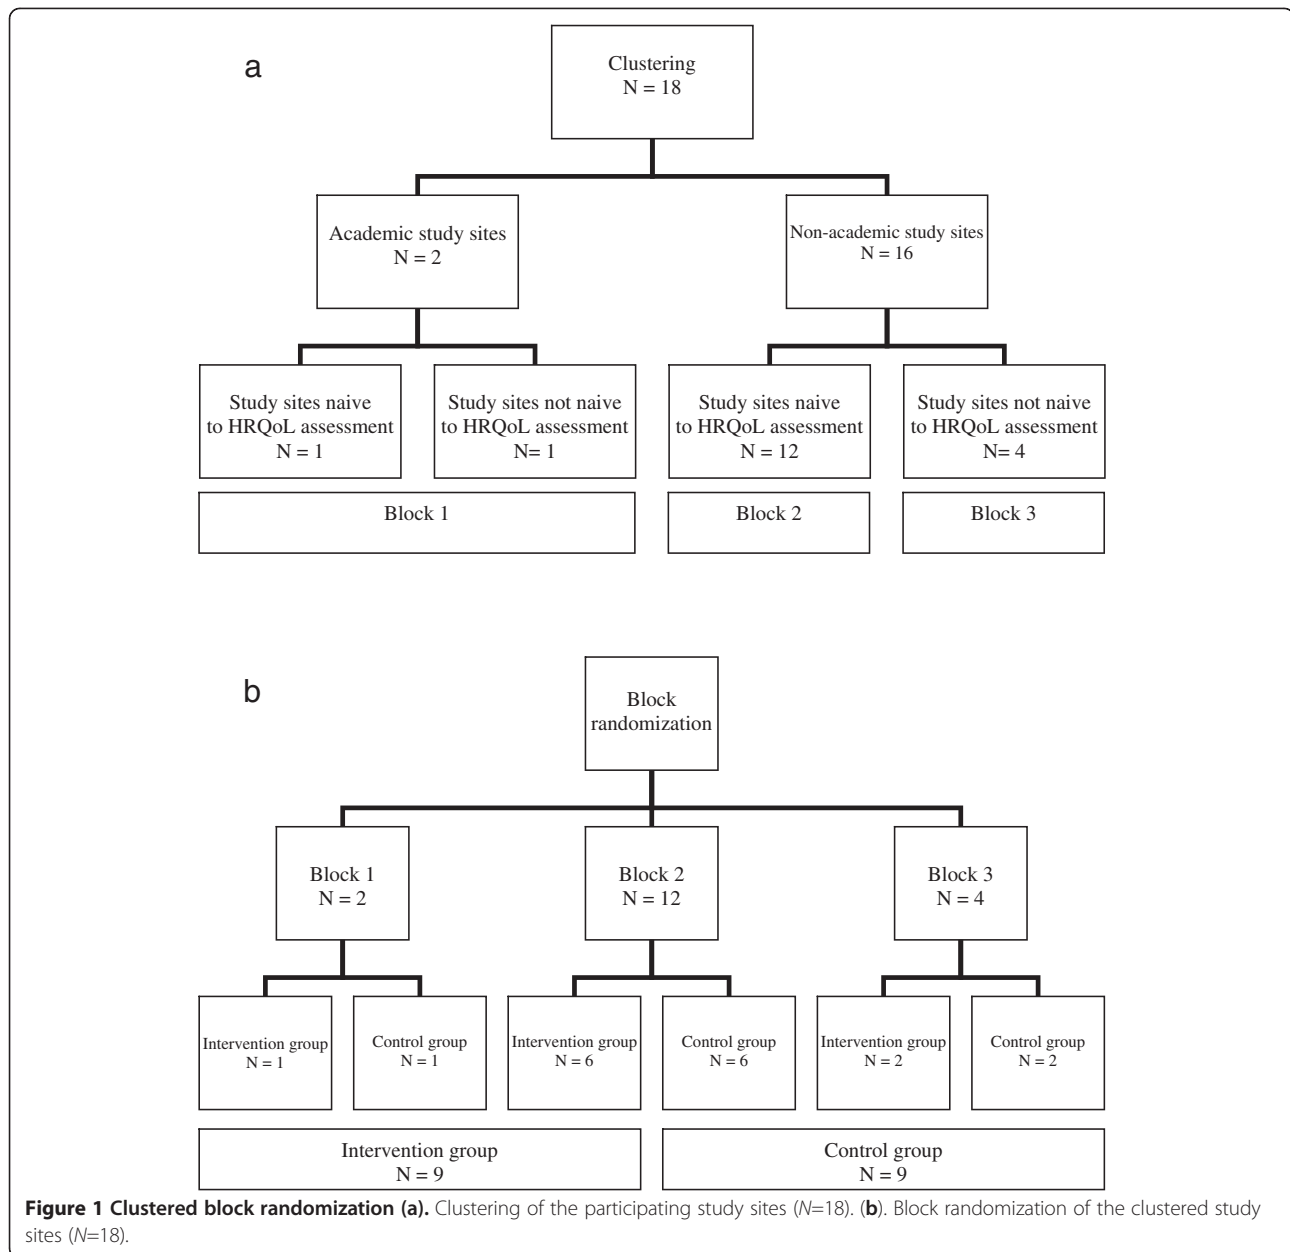 a
Clustering
N = 18
Academic study sites
N = 2
Non-academic study sites
N = 16
Study sites naive
to HRQoL assessment
N = 1
Study sites not naive
to HRQoL assessment
N= 1
Study sites naive
to HRQoL assessment
N = 12
Study sites not naive
to HRQoL assessment
N= 4
Block 1
Block 2
Block 3
b
Block
randomization
Block 1
N = 2
Block 2
N = 12
Block 3
N = 4
Intervention group
N = 1
Control group
N = 1
Intervention group
N = 6
Control group
N = 6
Intervention group
N = 2
Control group
N = 2
Intervention group
N = 9
Control group
N = 9
Figure 1 Clustered block randomization (a). Clustering of the participating study sites (N=18). (b). Block randomization of the clustered study
sites (N=18).